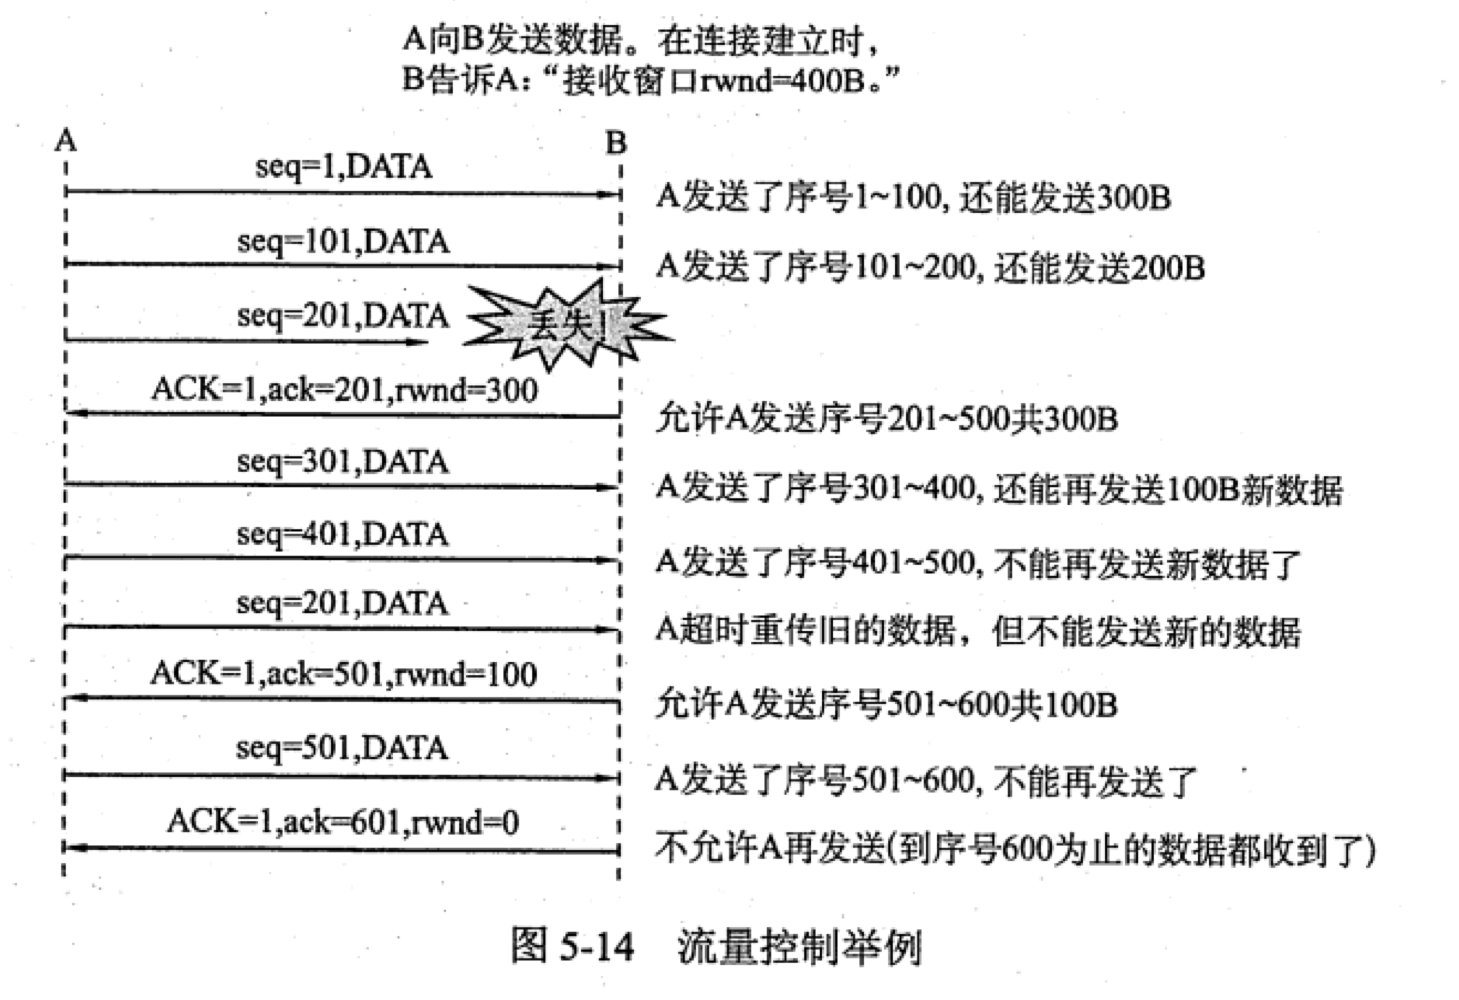 A向B发送数据。在连接建立时，
B告诉A：“接收窗口rwnd=400B。”
A
B
seq=1,DATA
A发送了序号1~100, 还能发送300B
seq=101,DATA
A发送了序号101~200, 还能发送200B
seq=201,DATA
丢失!
ACK=1,ack=201,rwnd=300
允许A发送序号201~500共300B
seq=301,DATA
A发送了序号301~400, 还能再发送100B新数据
seq=401,DATA
A发送了序号401~500, 不能再发送新数据了
seq=201,DATA
A超时重传旧的数据，但不能发送新的数据
ACK=1,ack=501,rwnd=100
允许A发送序号501~600共100B
seq=501,DATA
A发送了序号501~600, 不能再发送了
ACK=1,ack=601,rwnd=0
不允许A再发送(到序号600为止的数据都收到了)
图 5-14 流量控制举例